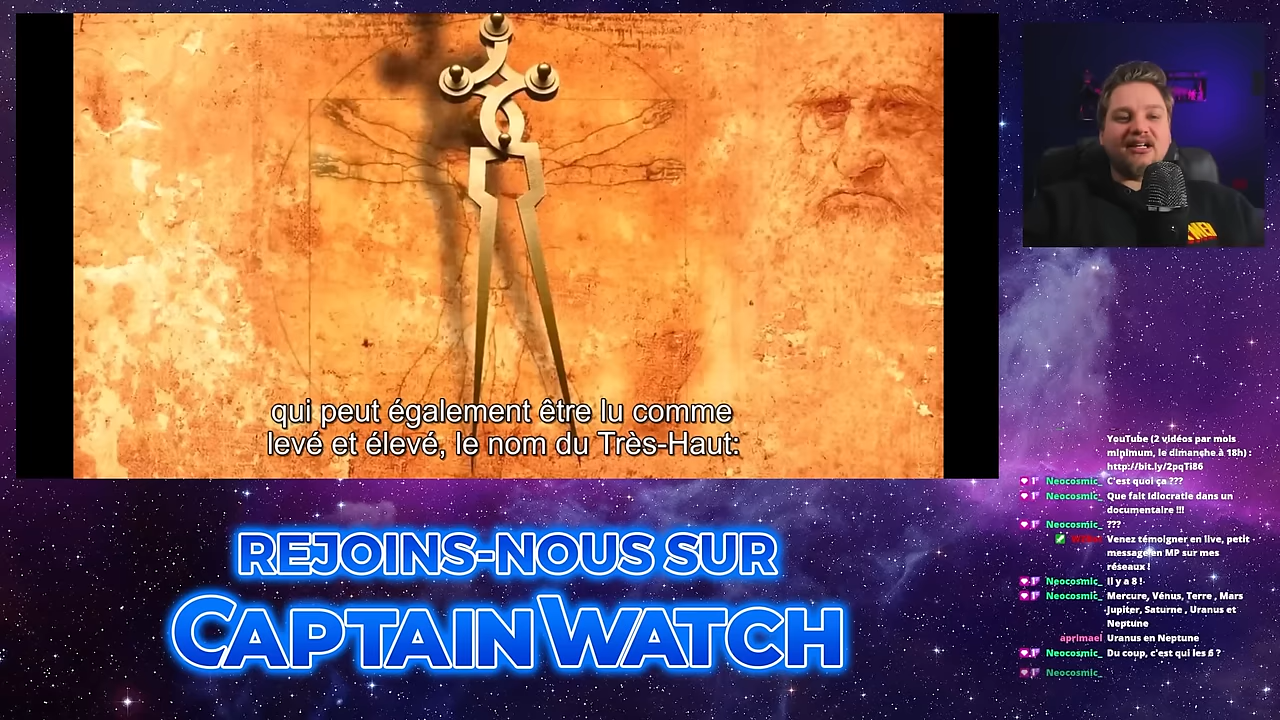 qui peut également être lu comme
levé et élevé, le nom du Très-Haut:
REJOINS-NOUS SUR
CAPTAINWATCH
YouTube (2 vidéos par mois
minimum, le dimanche à 18h) :
http://bit.ly/2pqTi86
Neocosmic_ C'est quoi ça ???
Neocosmic_ Que fait Idiocratie dans un
documentaire !!!
Neocosmic_ ???
Venez témoigner en live, petit
message en MP sur mes
réseaux !
Neocosmic_ Il y a 8 !
Neocosmic_ Mercure, Vénus, Terre , Mars
Jupiter, Saturne , Uranus et
Neptune
aprimael Uranus en Neptune
Neocosmic_ Du coup, c'est qui les 6 ?
Neocosmic_